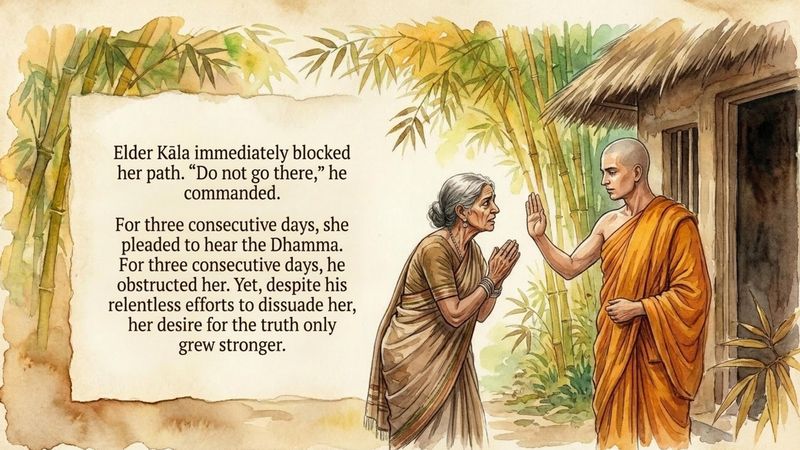 Elder Kāla immediately blocked
her path. “Do not go there,” he
commanded.
For three consecutive days, she
pleaded to hear the Dhamma.
For three consecutive days, he
obstructed her. Yet, despite his
relentless efforts to dissuade her,
her desire for the truth only
grew stronger.